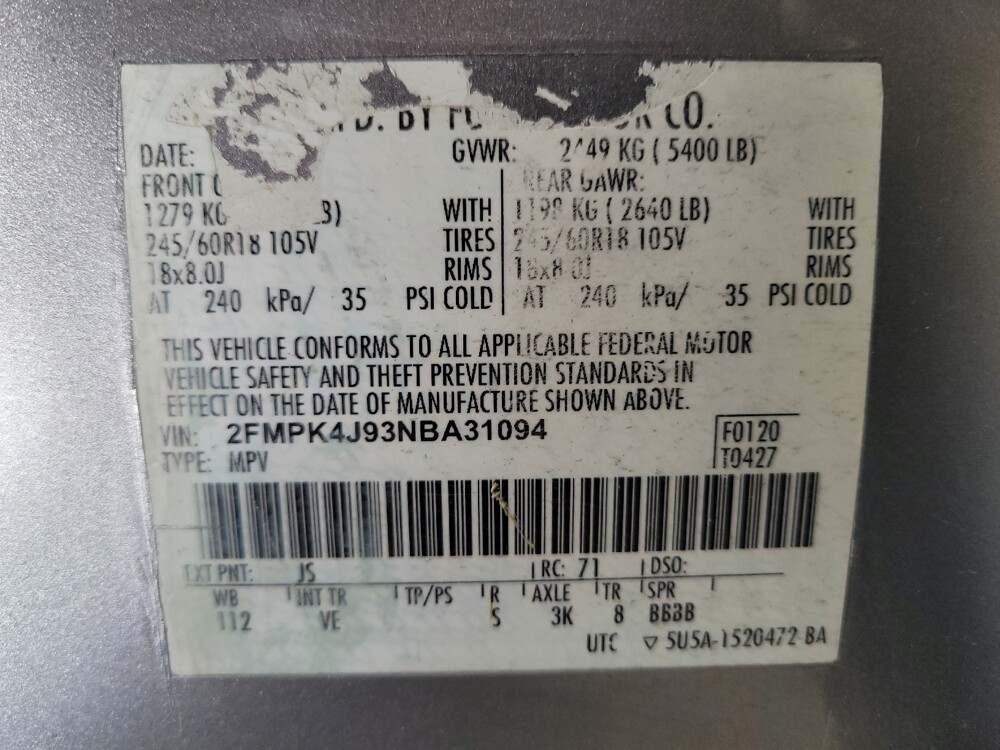 BY CO.
DATE: GVWR: KG ( 5400 LB)
FRONT GAWR:
1279 WITH KG ( 2640 LB) WITH
245/60R18 105V TIRES 245/60R18 105V TIRES
18x8.0J RIMS 18x8.0J RIMS
AT 240 kPa/ 35 PSI COLD AT 240 kPa/ 35 PSI COLD
THIS VEHICLE CONFORMS TO ALL APPLICABLE FEDERAL MOTOR
VEHICLE SAFETY AND THEFT PREVENTION STANDARDS IN
EFFECT ON THE DATE OF MANUFACTURE SHOWN ABOVE.
VIN: 2FMPK4J93NBA31094 F0120
TYPE: MPV T0427
EXT PNT: JS RC: 71 DSO:
WB INT TR TP/PS R AXLE TR SPR
112 VE S 3K 8 BBBB
UTC ▽ 5U5A-1520472 BA